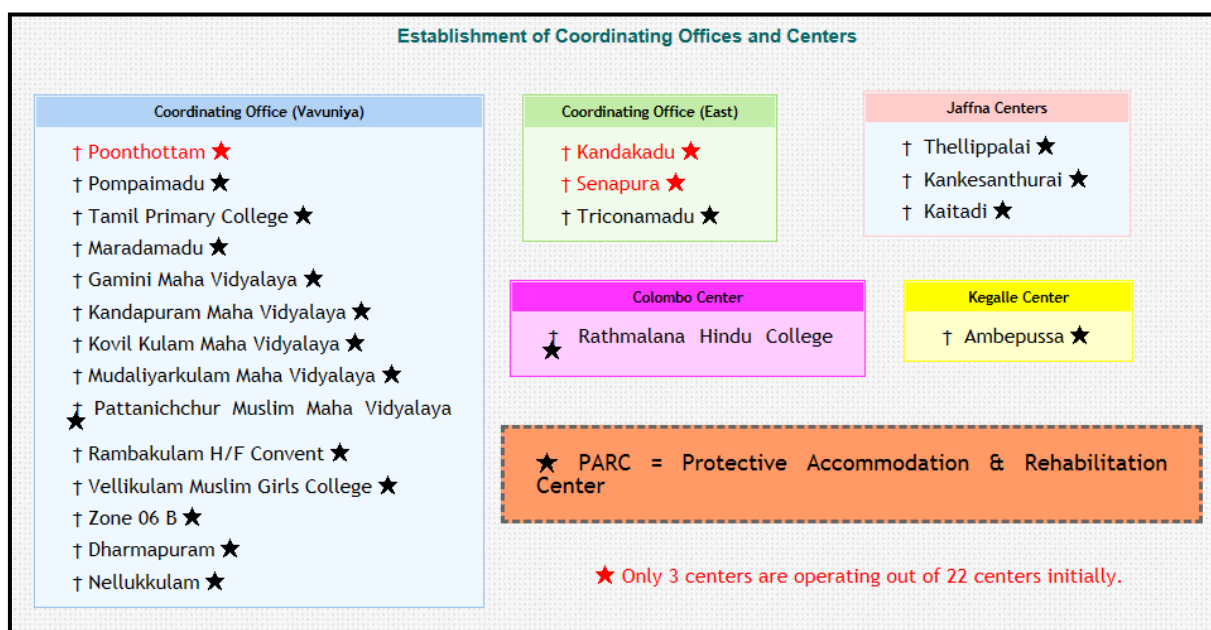 Establishment of Coordinating Offices and Centers
Coordinating Office (Vavuniya)
† Poonthottam ★
† Pompaimadu ★
† Tamil Primary College ★
† Maradamadu ★
† Gamini Maha Vidyalaya ★
† Kandapuram Maha Vidyalaya ★
† Kovil Kulam Maha Vidyalaya ★
† Mudaliyarkulam Maha Vidyalaya ★
† Pattanichchur Muslim Maha Vidyalaya
★
† Rambakulam H/F Convent ★
† Vellikulam Muslim Girls College ★
† Zone 06 B ★
† Dharmapuram ★
† Nellukkulam ★
Coordinating Office (East)
† Kandakadu ★
† Senapura ★
† Triconamadu ★
Jaffna Centers
† Thellippalai ★
† Kankesanthurai ★
† Kaitadi ★
Colombo Center
† Rathmalana Hindu College
★
Kegalle Center
† Ambepussa ★
★ PARC = Protective Accommodation & Rehabilitation
Center
★ Only 3 centers are operating out of 22 centers initially.